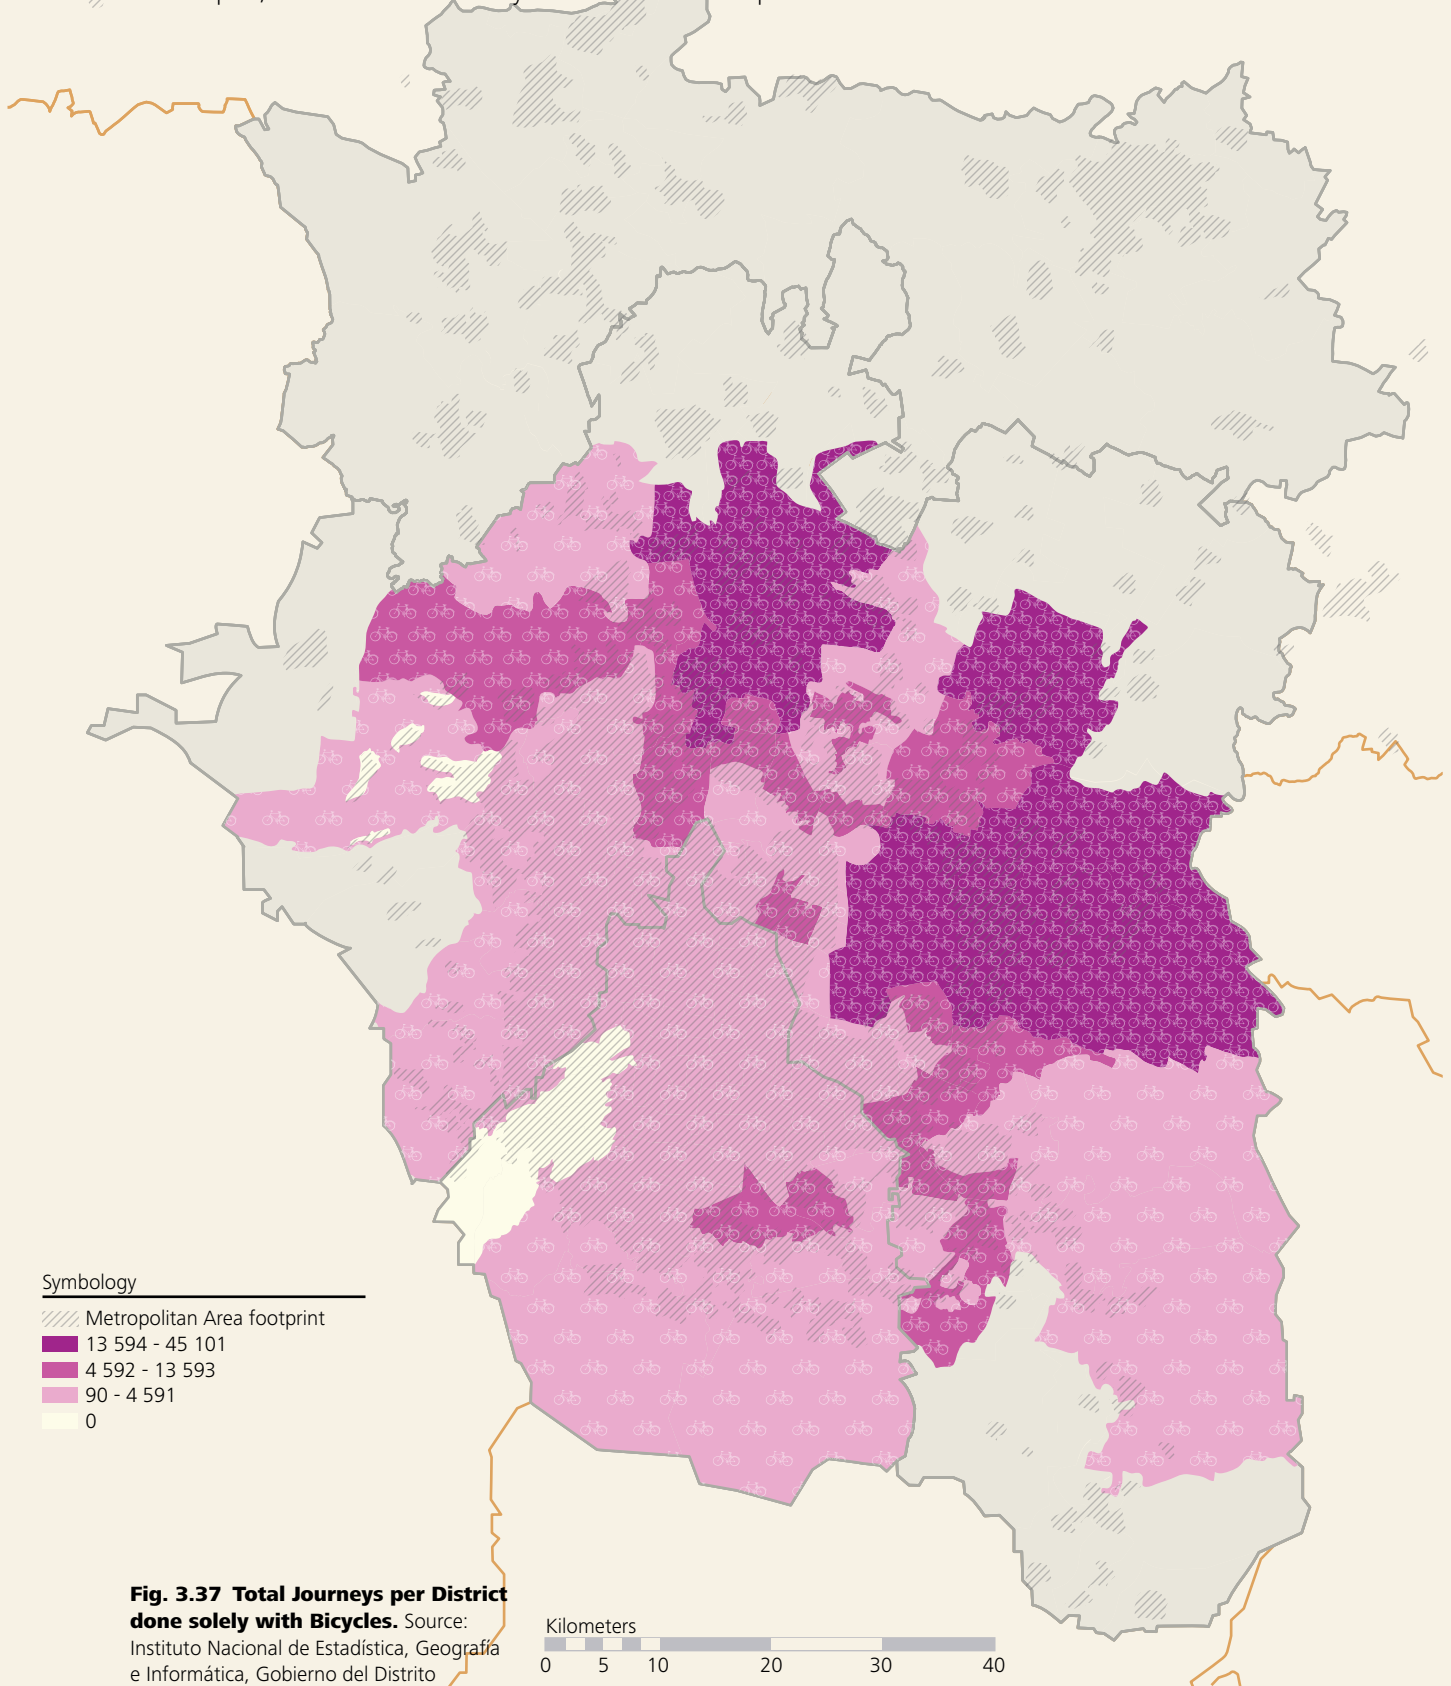 Symbology
Metropolitan Area footprint
13 594 - 45 101
4 592 - 13 593
90 - 4 591
0
Fig. 3.37 Total Journeys per District
done solely with Bicycles. Source:
Instituto Nacional de Estadística, Geografía
e Informática, Gobierno del Distrito
Kilometers
0 5 10 20 30 40